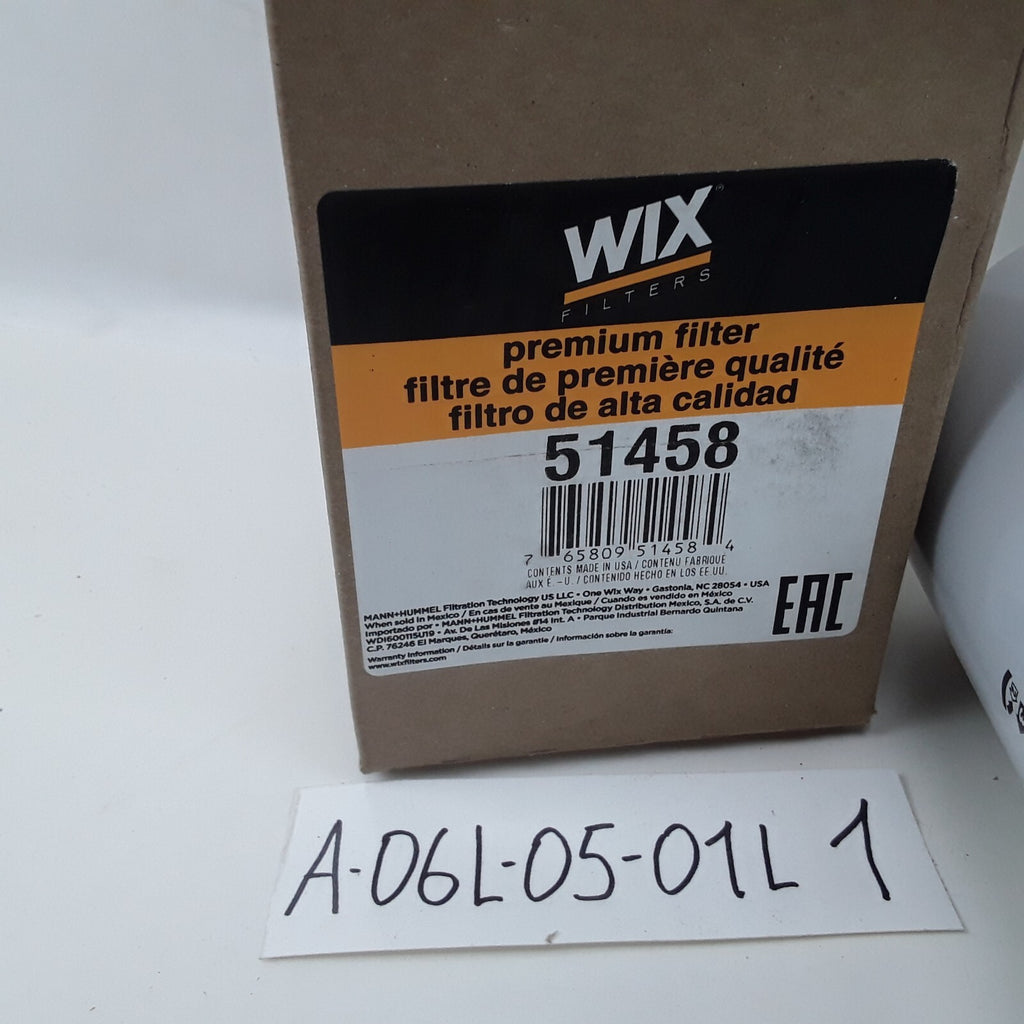 WIX®
FILTERS
premium filter
filtre de première qualité
filtro de alta calidad
51458
7 65809 51458 4
CONTENTS MADE IN USA / CONTENU FABRIQUÉ
AUX É.-U. / CONTENIDO HECHO EN LOS EE.UU.
MANN+HUMMEL Filtration Technology US LLC • One Wix Way • Gastonia, NC 28054 • USA
When sold in Mexico / En cas de vente au Mexique / Cuando es vendido en México
Importado por • MANN+HUMMEL Filtration Technology Distribution Mexico, S.A. de C.V.
WDI600115U19 • Av. De Las Misiones #14 Int. A • Parque Industrial Bernardo Quintana
C.P. 76246 El Marques, Querétaro, México
Warranty Information / Détails sur la garantie / Información sobre la garantía:
www.wixfilters.com
EAC
A-06L-05-01L 1